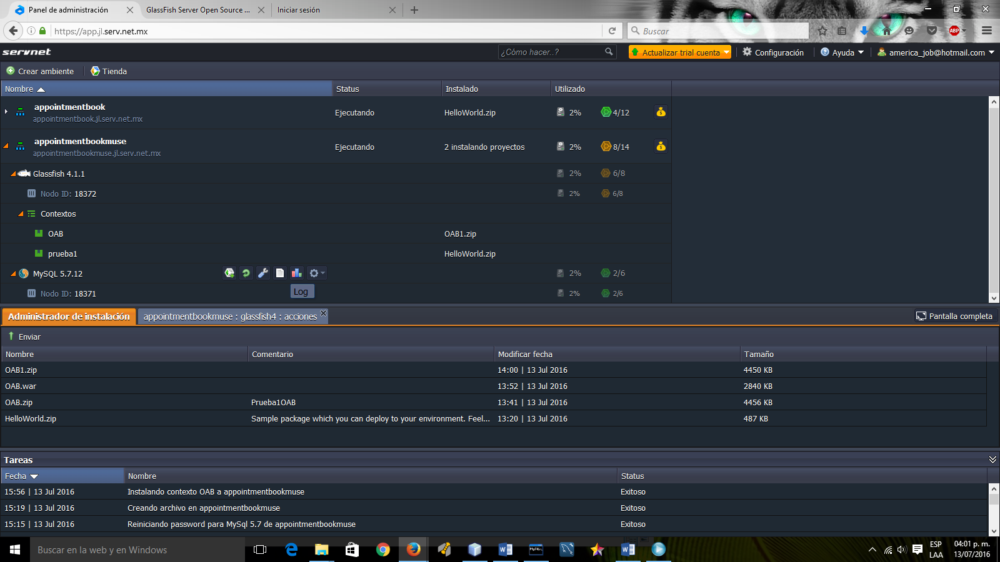 Panel de administración
GlassFish Server Open Source ...
Iniciar sesión
https://app.jl.serv.net.mx
Buscar
ABP
servnet
¿Cómo hacer..?
Actualizar trial cuenta
Configuración
Ayuda
america_job@hotmail.com
Crear ambiente
Tienda
Nombre Status Instalado Utilizado
appointmentbook
appointmentbook.jl.serv.net.mx
Ejecutando HelloWorld.zip 2% 4/12
appointmentbookmuse
appointmentbookmuse.jl.serv.net.mx
Ejecutando 2 instalando proyectos 2% 8/14
Glassfish 4.1.1 2% 6/8
Nodo ID: 18372 2% 6/8
Contextos
OAB OAB1.zip
prueba1 HelloWorld.zip
MySQL 5.7.12 2% 2/6
Log
Nodo ID: 18371 2% 2/6
Administrador de instalación
appointmentbookmuse : glassfish4 : acciones
Pantalla completa
Enviar
Nombre Comentario Modificar fecha Tamaño
OAB1.zip 14:00 | 13 Jul 2016 4450 KB
OAB.war 13:52 | 13 Jul 2016 2840 KB
OAB.zip Prueba1OAB 13:41 | 13 Jul 2016 4456 KB
HelloWorld.zip Sample package which you can deploy to your environment. Feel... 13:20 | 13 Jul 2016 487 KB
Tareas
Fecha Nombre Status
15:56 | 13 Jul 2016 Instalando contexto OAB a appointmentbookmuse Exitoso
15:19 | 13 Jul 2016 Creando archivo en appointmentbookmuse Exitoso
15:15 | 13 Jul 2016 Reiniciando password para MySql 5.7 de appointmentbookmuse Exitoso
Buscar en la web y en Windows
ESP
LAA
04:01 p. m.
13/07/2016